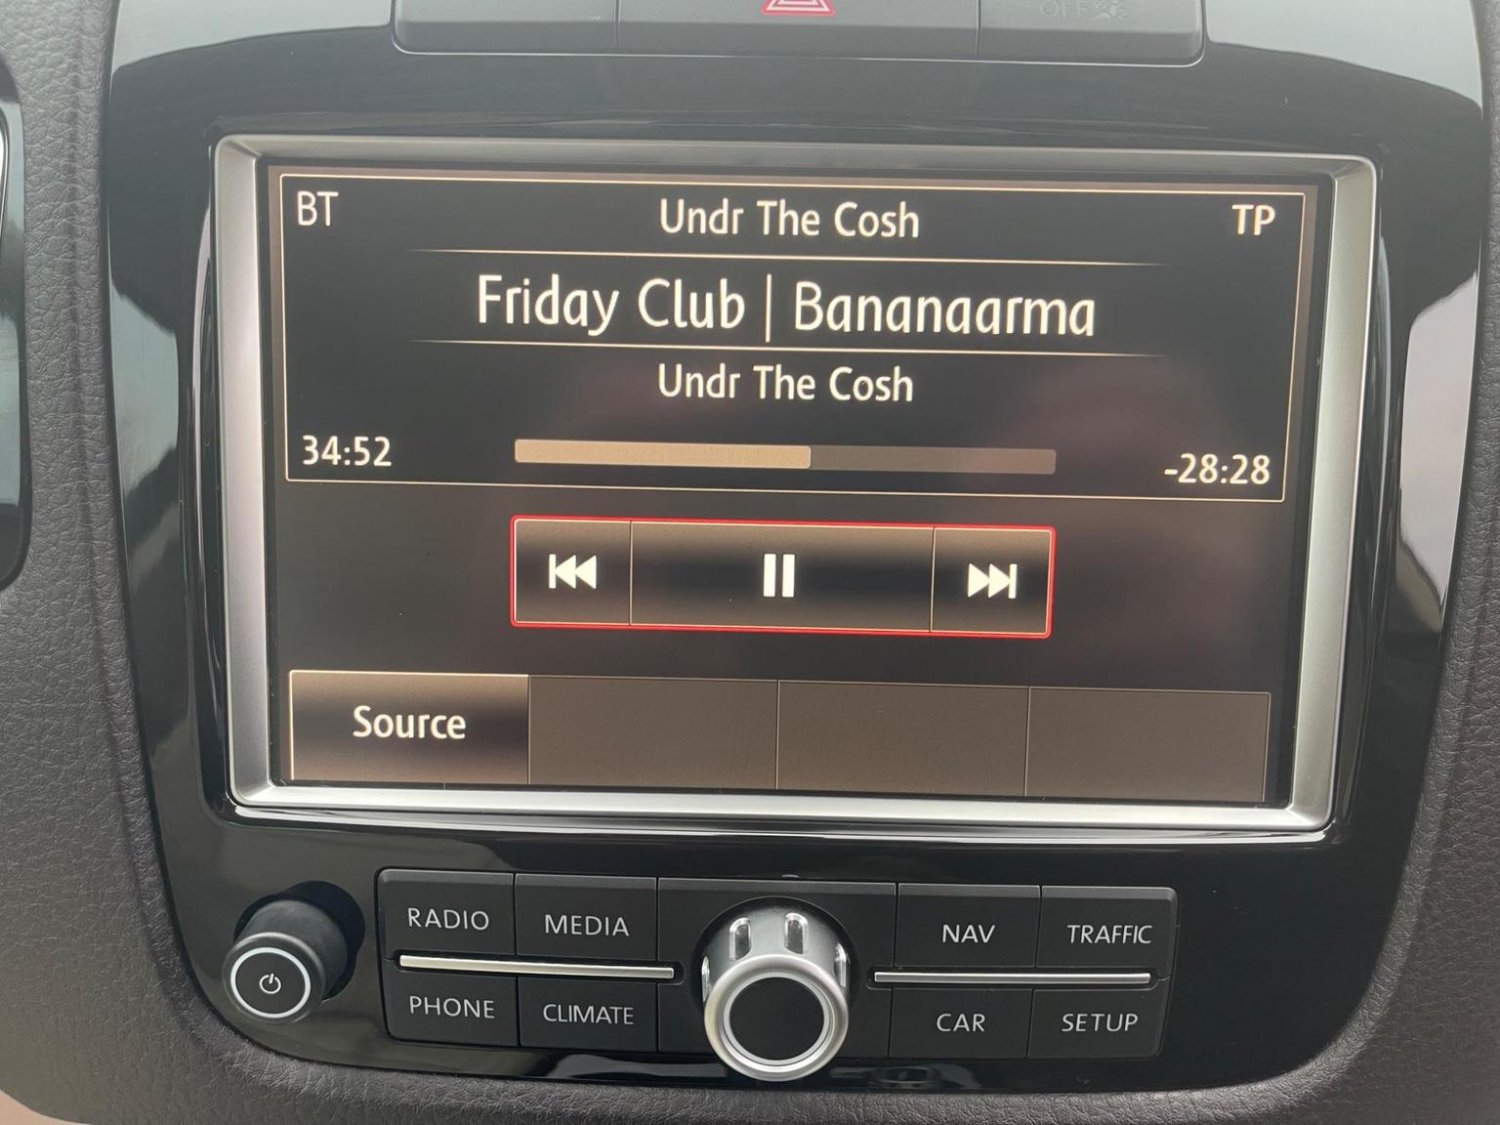 OFF
BT
Undr The Cosh
TP
Friday Club | Bananaarma
Undr The Cosh
34:52
-28:28
Source
RADIO
MEDIA
NAV
TRAFFIC
PHONE
CLIMATE
CAR
SETUP